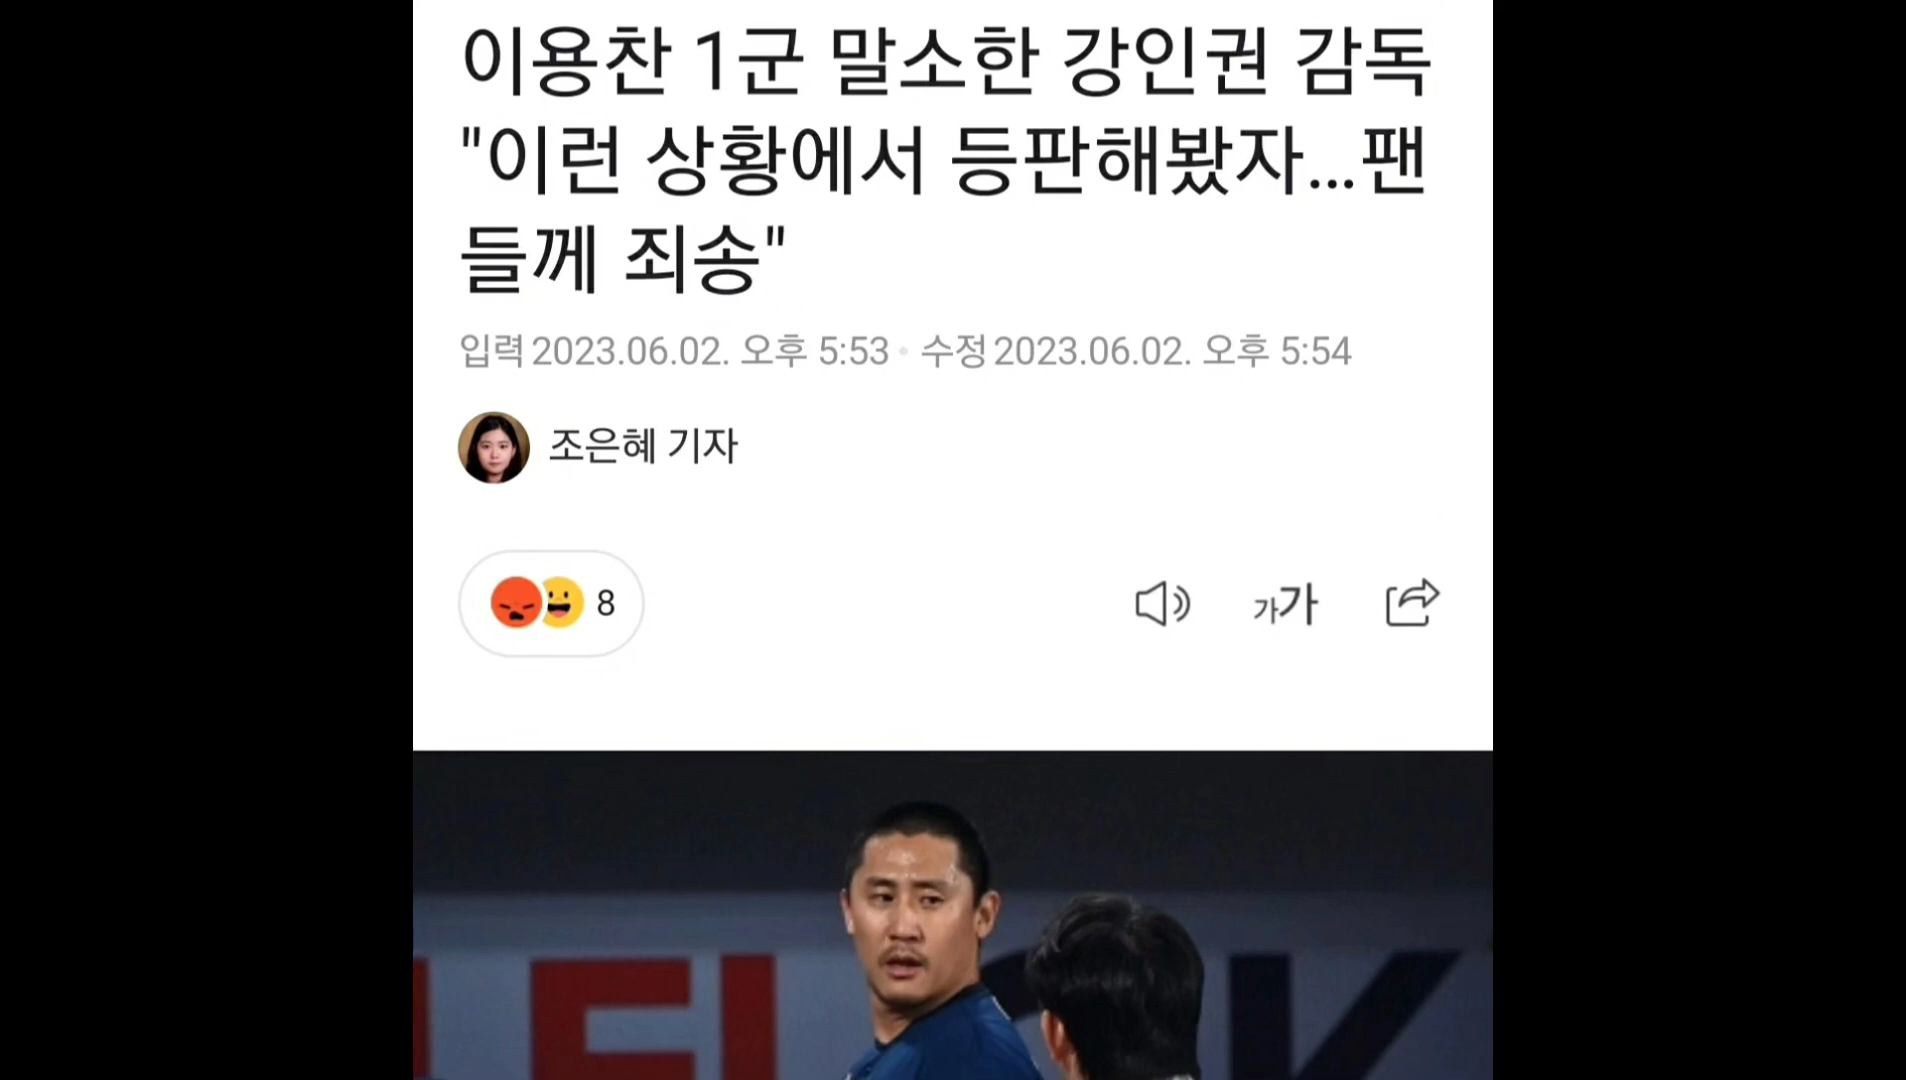 이용찬 1군 말소한 강인권 감독
"이런 상황에서 등판해봤자…팬
들께 죄송"
입력 2023.06.02. 오후 5:53 · 수정 2023.06.02. 오후 5:54
조은혜 기자
8
가가